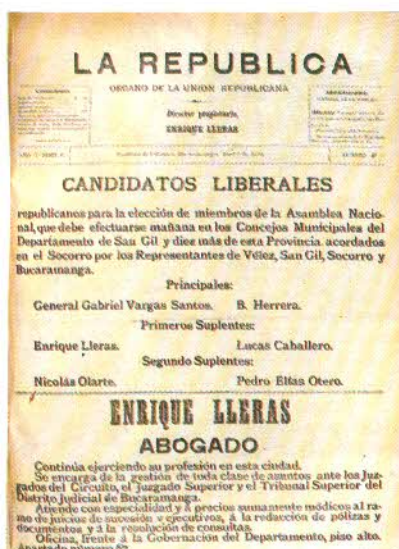 LA REPUBLICA
ORGANO DE LA UNION REPUBLICANA
Director propietario,
ENRIQUE LLERAS
CANDIDATOS LIBERALES
republicanos para la elección de miembros de la Asamblea Nacio-
nal, que debe efectuarse mañana en los Concejos Municipales del
Departamento de San Gil y diez más de esta Provincia. acordados
en el Socorro por los Representantes de Vélez, San Gil, Socorro y
Bucaramanga.
Principales:
General Gabriel Vargas Santos. B. Herrera.
Primeros Suplentes:
Enrique Lleras. Lucas Caballero.
Segundo Suplentes:
Nicolás Olarte. Pedro Elías Otero.
ENRIQUE LLERAS
ABOGADO
Continúa ejerciendo su profesión en esta ciudad.
Se encarga de la gestión de toda clase de asuntos ante los Juz-
gados del Circuito, el Juzgado Superior y el Tribunal Superior del
Distrito Judicial de Bucaramanga.
Atiende con especialidad y á precios sumamente módicos al ra-
mo de juicios de sucesión y ejecutivos, á la redacción de pólizas y
documentos y á la resolución de consultas.
Oficina, frente á la Gobernación del Departamento, piso alto.
Apartado número